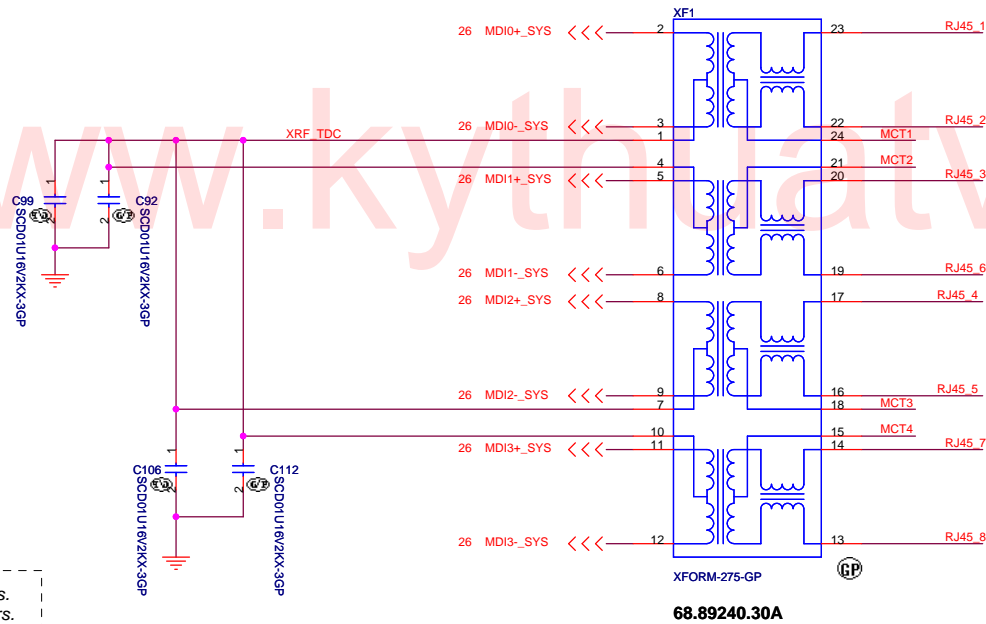 XF1
26 MDI0+_SYS 2 23 RJ45_1
26 MDI0-_SYS 3 22 RJ45_2
XRF_TDC 1 24 MCT1
4 21 MCT2
26 MDI1+_SYS 5 20 RJ45_3
www.kythuatv
C99 1 2 SCD01U16V2KX-3GP
C92 1 2 SCD01U16V2KX-3GP
26 MDI1-_SYS 6 19 RJ45_6
26 MDI2+_SYS 8 17 RJ45_4
26 MDI2-_SYS 9 16 RJ45_5
7 18 MCT3
10 15 MCT4
26 MDI3+_SYS 11 14 RJ45_7
C106 1 2 SCD01U16V2KX-3GP
C112 1 2 SCD01U16V2KX-3GP
26 MDI3-_SYS 12 13 RJ45_8
XFORM-275-GP GP
68.89240.30A
s.
rs.